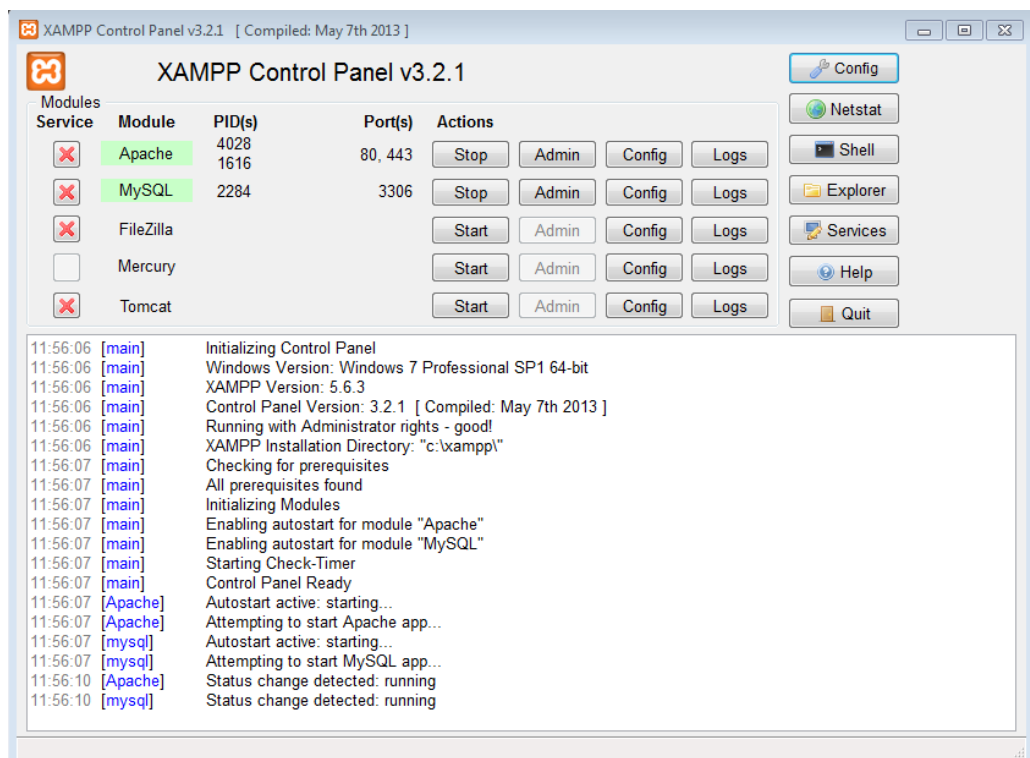 XAMPP Control Panel v3.2.1 [ Compiled: May 7th 2013 ]
XAMPP Control Panel v3.2.1
Config
Modules
Service Module PID(s) Port(s) Actions
Netstat
Apache 4028 1616 80, 443 Stop Admin Config Logs
Shell
MySQL 2284 3306 Stop Admin Config Logs
Explorer
FileZilla Start Admin Config Logs
Services
Mercury Start Admin Config Logs
Help
Tomcat Start Admin Config Logs
Quit
11:56:06 [main] Initializing Control Panel
11:56:06 [main] Windows Version: Windows 7 Professional SP1 64-bit
11:56:06 [main] XAMPP Version: 5.6.3
11:56:06 [main] Control Panel Version: 3.2.1 [ Compiled: May 7th 2013 ]
11:56:06 [main] Running with Administrator rights - good!
11:56:06 [main] XAMPP Installation Directory: "c:\xampp\"
11:56:07 [main] Checking for prerequisites
11:56:07 [main] All prerequisites found
11:56:07 [main] Initializing Modules
11:56:07 [main] Enabling autostart for module "Apache"
11:56:07 [main] Enabling autostart for module "MySQL"
11:56:07 [main] Starting Check-Timer
11:56:07 [main] Control Panel Ready
11:56:07 [Apache] Autostart active: starting...
11:56:07 [Apache] Attempting to start Apache app...
11:56:07 [mysql] Autostart active: starting...
11:56:07 [mysql] Attempting to start MySQL app...
11:56:10 [Apache] Status change detected: running
11:56:10 [mysql] Status change detected: running